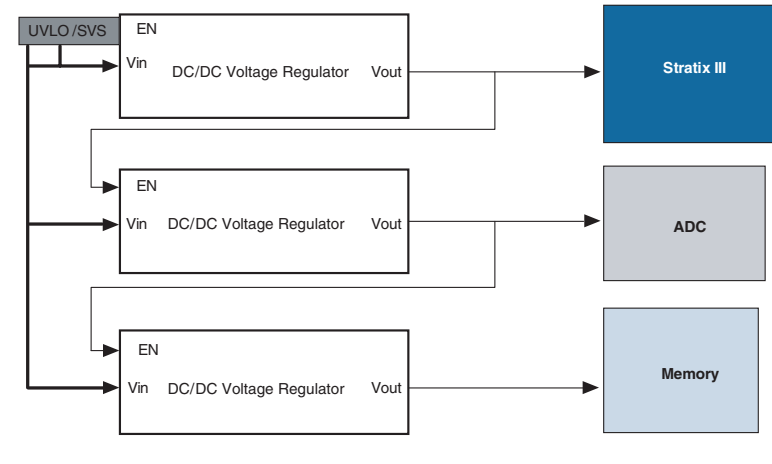 UVLO /SVS
EN
Vin
DC/DC Voltage Regulator
Vout
Stratix III
EN
Vin
DC/DC Voltage Regulator
Vout
ADC
EN
Vin
DC/DC Voltage Regulator
Vout
Memory